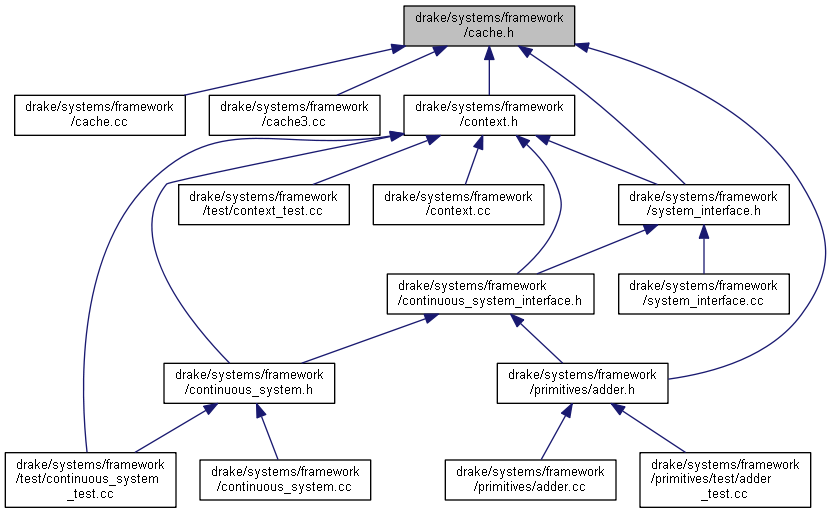 drake/systems/framework
/cache.h
drake/systems/framework
/cache.cc
drake/systems/framework
/cache3.cc
drake/systems/framework
/context.h
drake/systems/framework
/test/context_test.cc
drake/systems/framework
/context.cc
drake/systems/framework
/system_interface.h
drake/systems/framework
/continuous_system_interface.h
drake/systems/framework
/system_interface.cc
drake/systems/framework
/continuous_system.h
drake/systems/framework
/primitives/adder.h
drake/systems/framework
/test/continuous_system
_test.cc
drake/systems/framework
/continuous_system.cc
drake/systems/framework
/primitives/adder.cc
drake/systems/framework
/primitives/test/adder
_test.cc